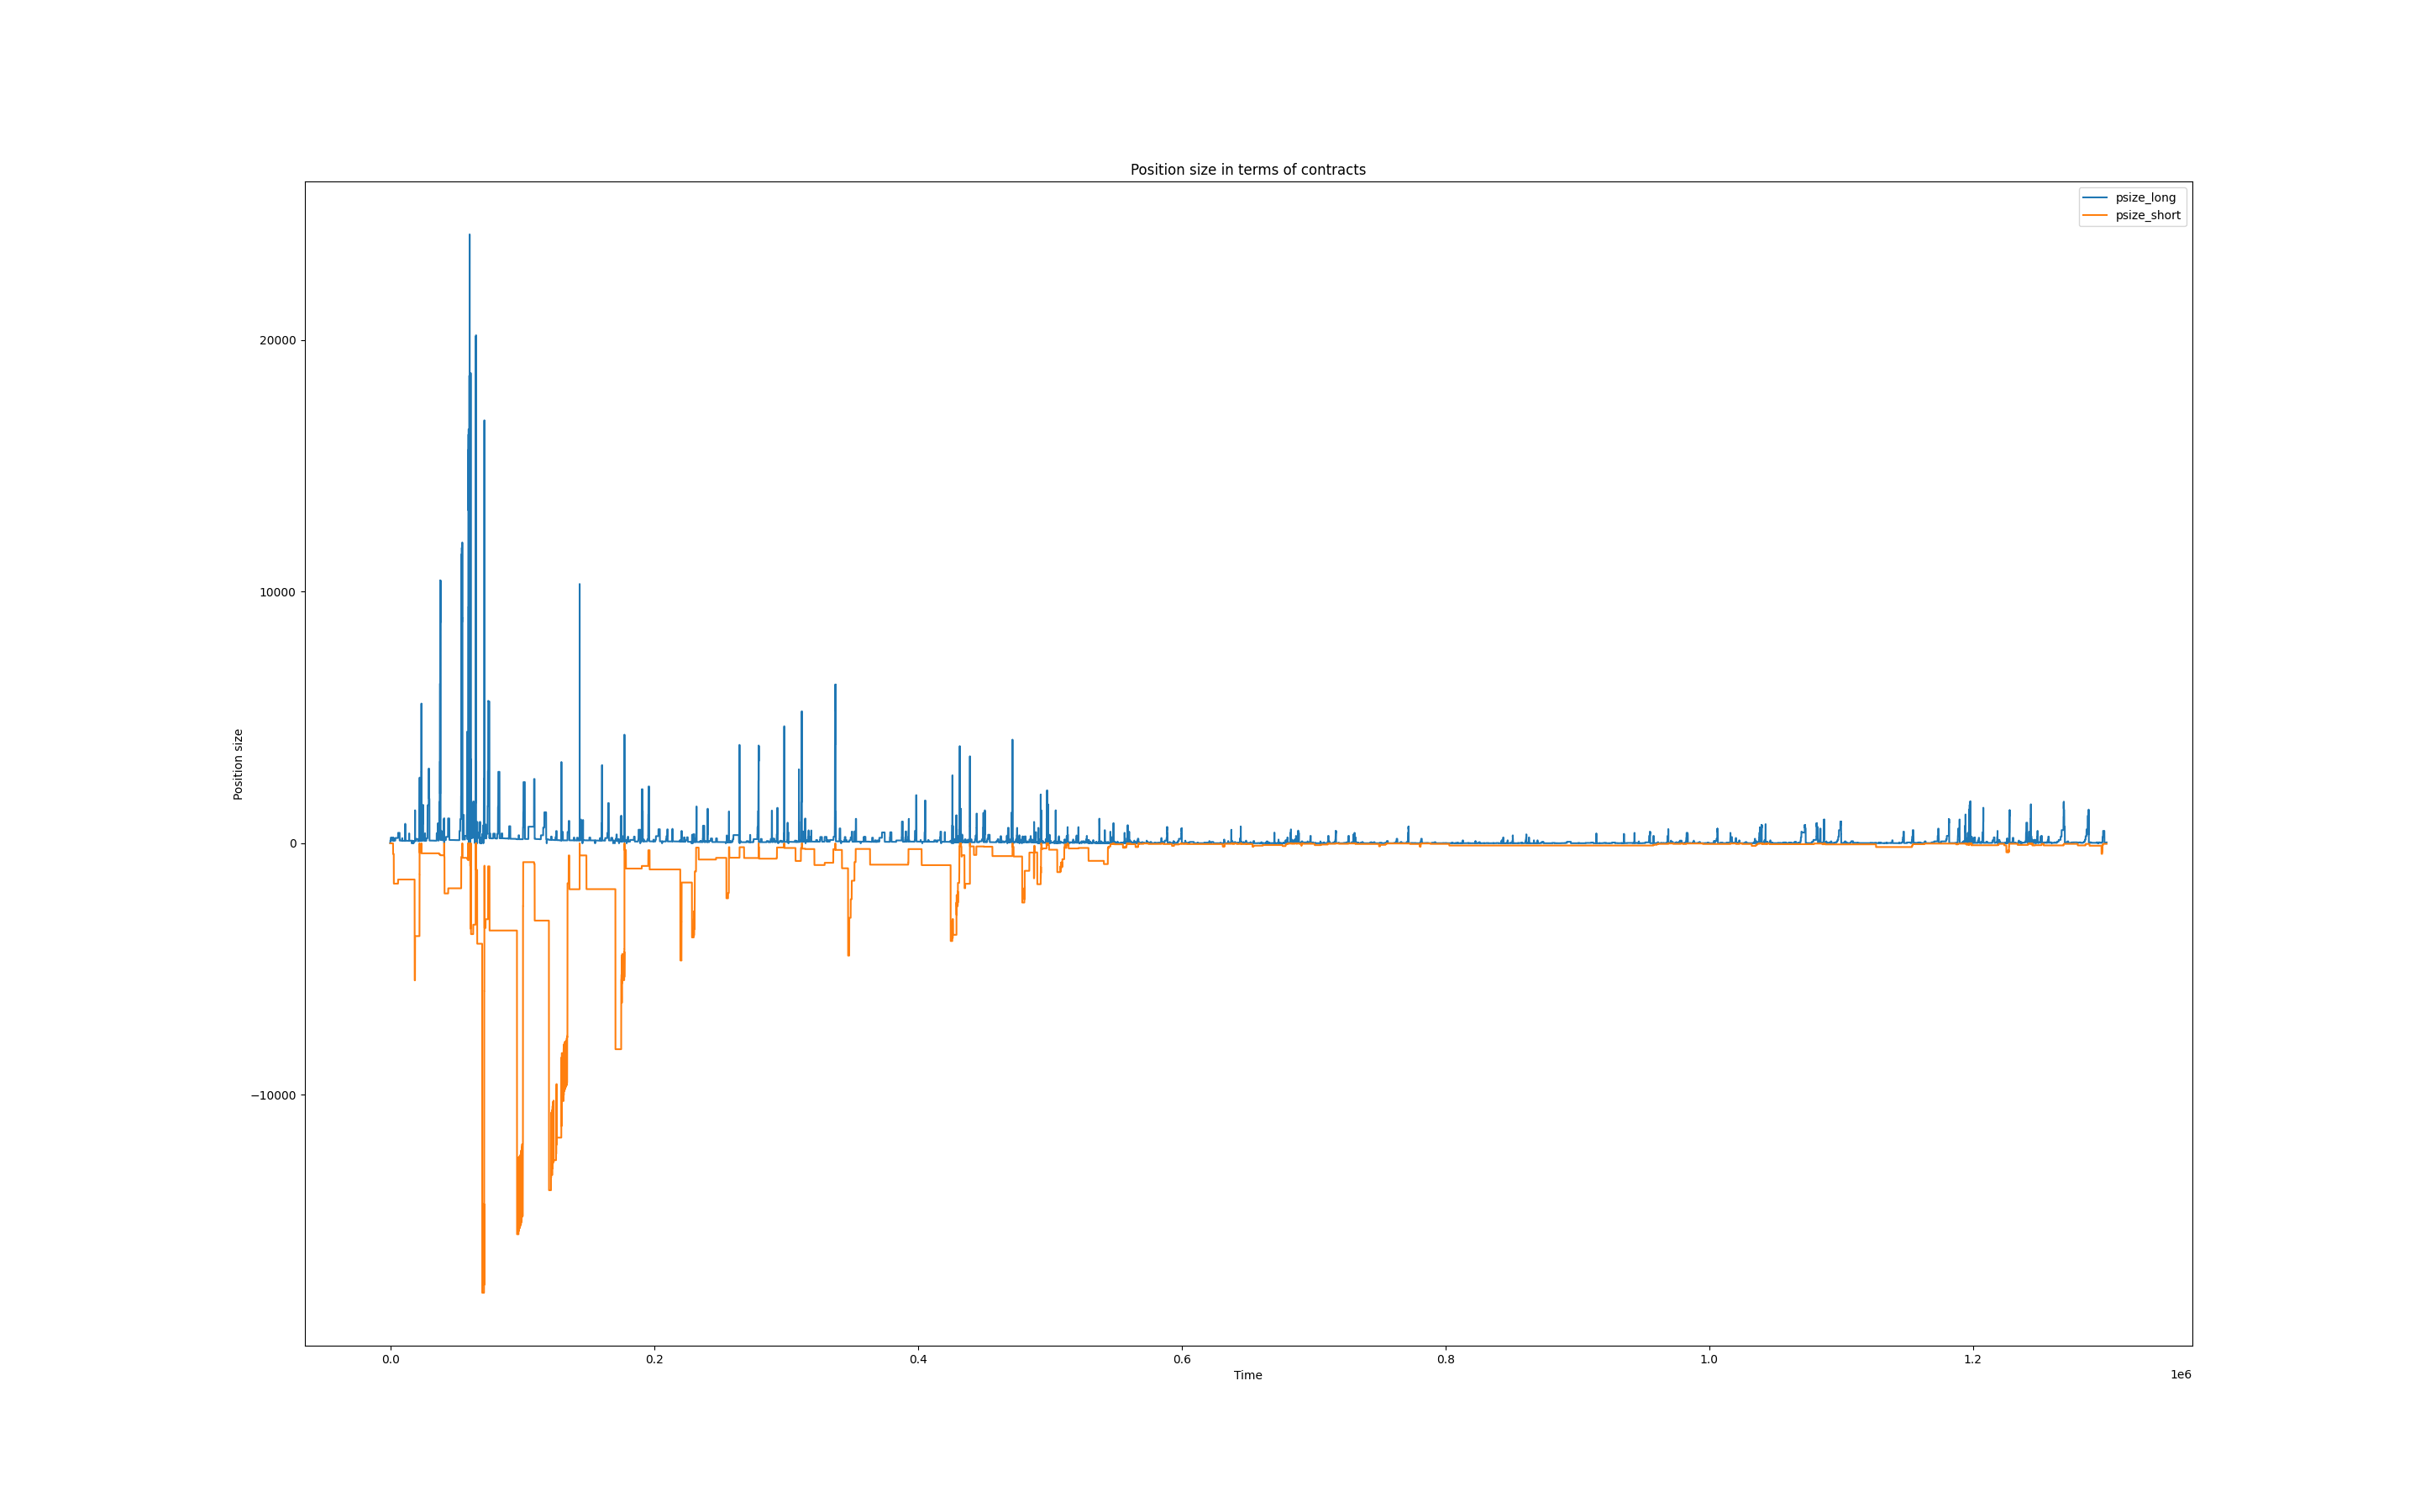 Position size in terms of contracts
psize_long
psize_short
20000
10000
0
−10000
Position size
0.0 0.2 0.4 0.6 0.8 1.0 1.2
Time
1e6